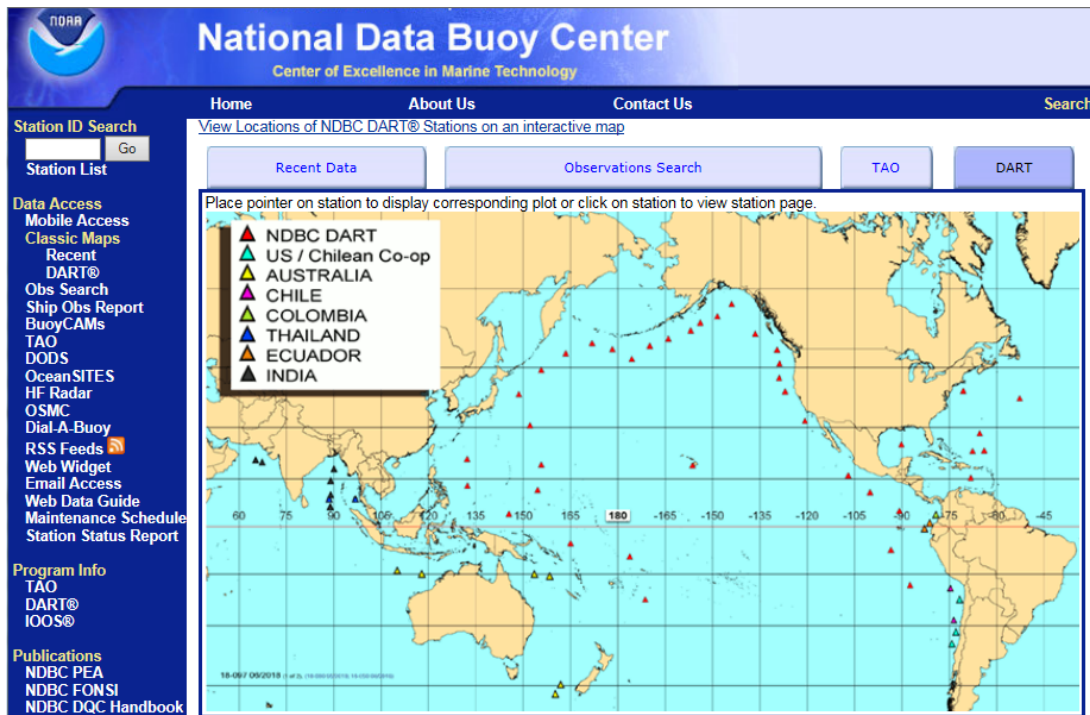 NOAA
National Data Buoy Center
Center of Excellence in Marine Technology
Home About Us Contact Us Search
Station ID Search
Go
Station List
Data Access
Mobile Access
Classic Maps
Recent
DART®
Obs Search
Ship Obs Report
BuoyCAMs
TAO
DODS
OceanSITES
HF Radar
OSMC
Dial-A-Buoy
RSS Feeds
Web Widget
Email Access
Web Data Guide
Maintenance Schedule
Station Status Report
Program Info
TAO
DART®
IOOS®
Publications
NDBC PEA
NDBC FONSI
NDBC DQC Handbook
View Locations of NDBC DART® Stations on an interactive map
Recent Data Observations Search TAO DART
Place pointer on station to display corresponding plot or click on station to view station page.
NDBC DART
US / Chilean Co-op
AUSTRALIA
CHILE
COLOMBIA
THAILAND
ECUADOR
INDIA
60 75 90 105 120 135 150 165 180 -165 -150 -135 -120 -105 -90 -75 -60 -45
18-097 06/2018